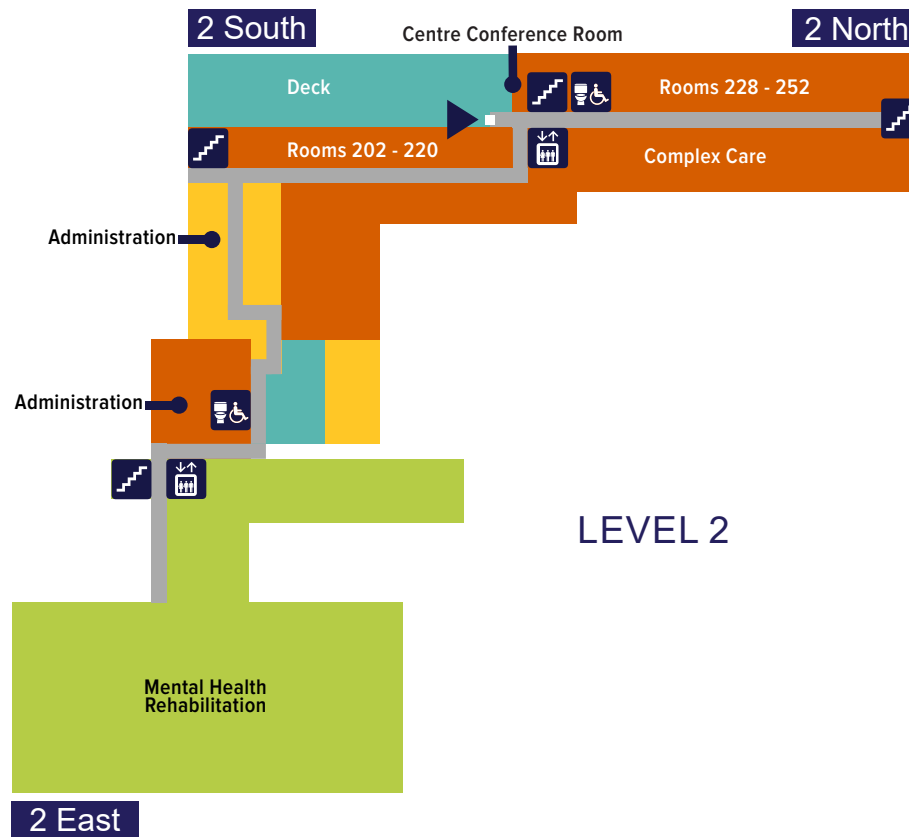 2 South
Centre Conference Room
2 North
Deck
Rooms 228 - 252
Rooms 202 - 220
Complex Care
Administration
Administration
LEVEL 2
Mental Health
Rehabilitation
2 East